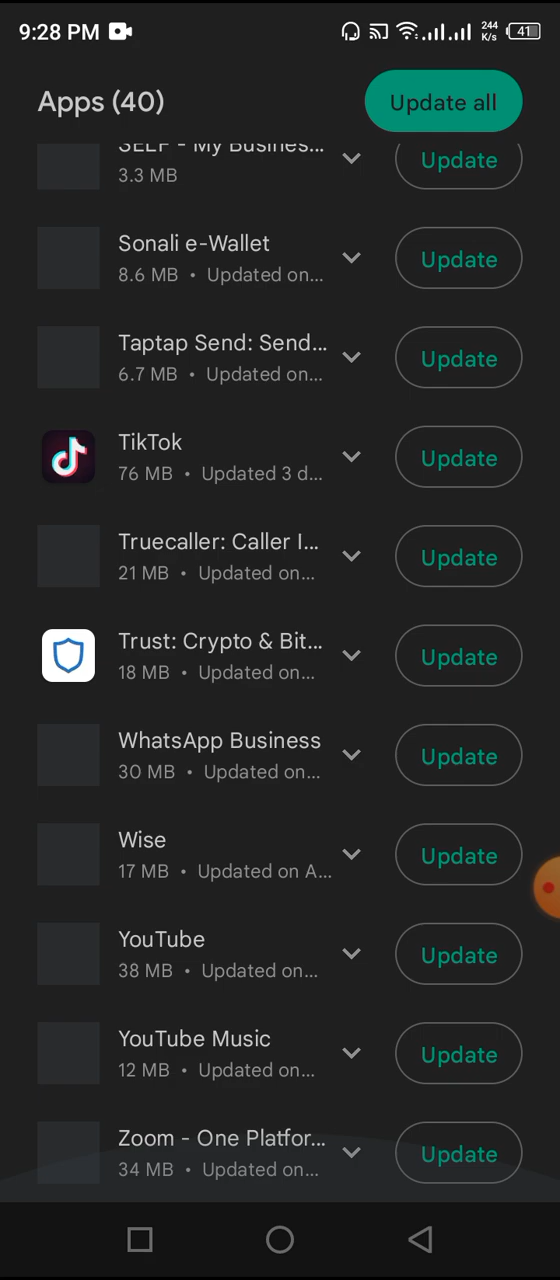 9:28 PM
244
K/s
41
Apps (40)
Update all
SELF - My Busines...
3.3 MB
Update
Sonali e-Wallet
8.6 MB • Updated on...
Update
Taptap Send: Send...
6.7 MB • Updated on...
Update
TikTok
76 MB • Updated 3 d...
Update
Truecaller: Caller I...
21 MB • Updated on...
Update
Trust: Crypto & Bit...
18 MB • Updated on...
Update
WhatsApp Business
30 MB • Updated on...
Update
Wise
17 MB • Updated on A...
Update
YouTube
38 MB • Updated on...
Update
YouTube Music
12 MB • Updated on...
Update
Zoom - One Platfor...
34 MB • Updated on...
Update